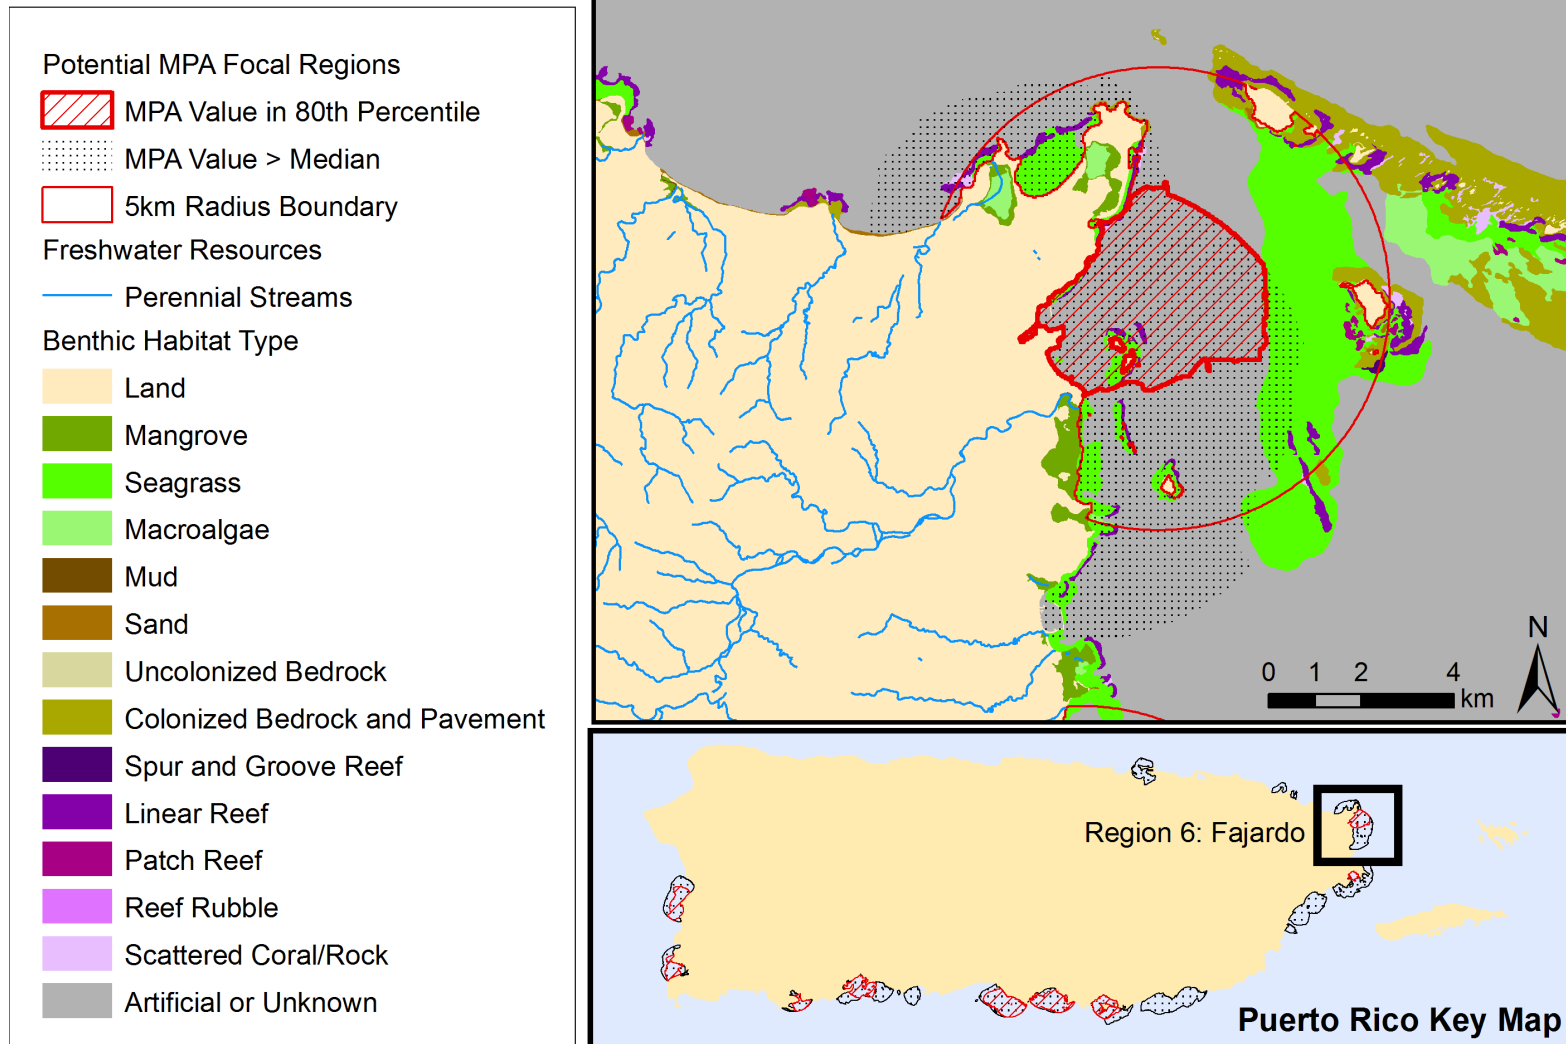 Potential MPA Focal Regions
MPA Value in 80th Percentile
MPA Value > Median
5km Radius Boundary
Freshwater Resources
Perennial Streams
Benthic Habitat Type
Land
Mangrove
Seagrass
Macroalgae
Mud
Sand
Uncolonized Bedrock
Colonized Bedrock and Pavement
Spur and Groove Reef
Linear Reef
Patch Reef
Reef Rubble
Scattered Coral/Rock
Artificial or Unknown
N
0 1 2 4
km
Region 6: Fajardo
Puerto Rico Key Map